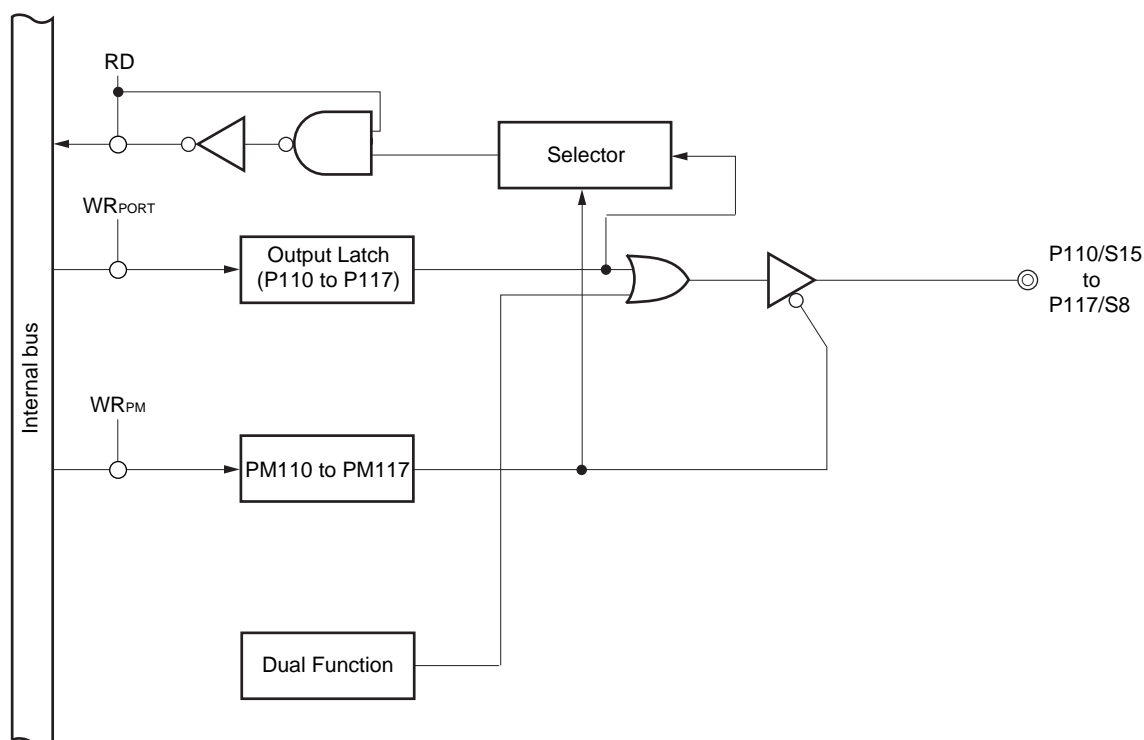 RD
Selector
WRPORT
Output Latch
(P110 to P117)
P110/S15
to
P117/S8
Internal bus
WRPM
PM110 to PM117
Dual Function